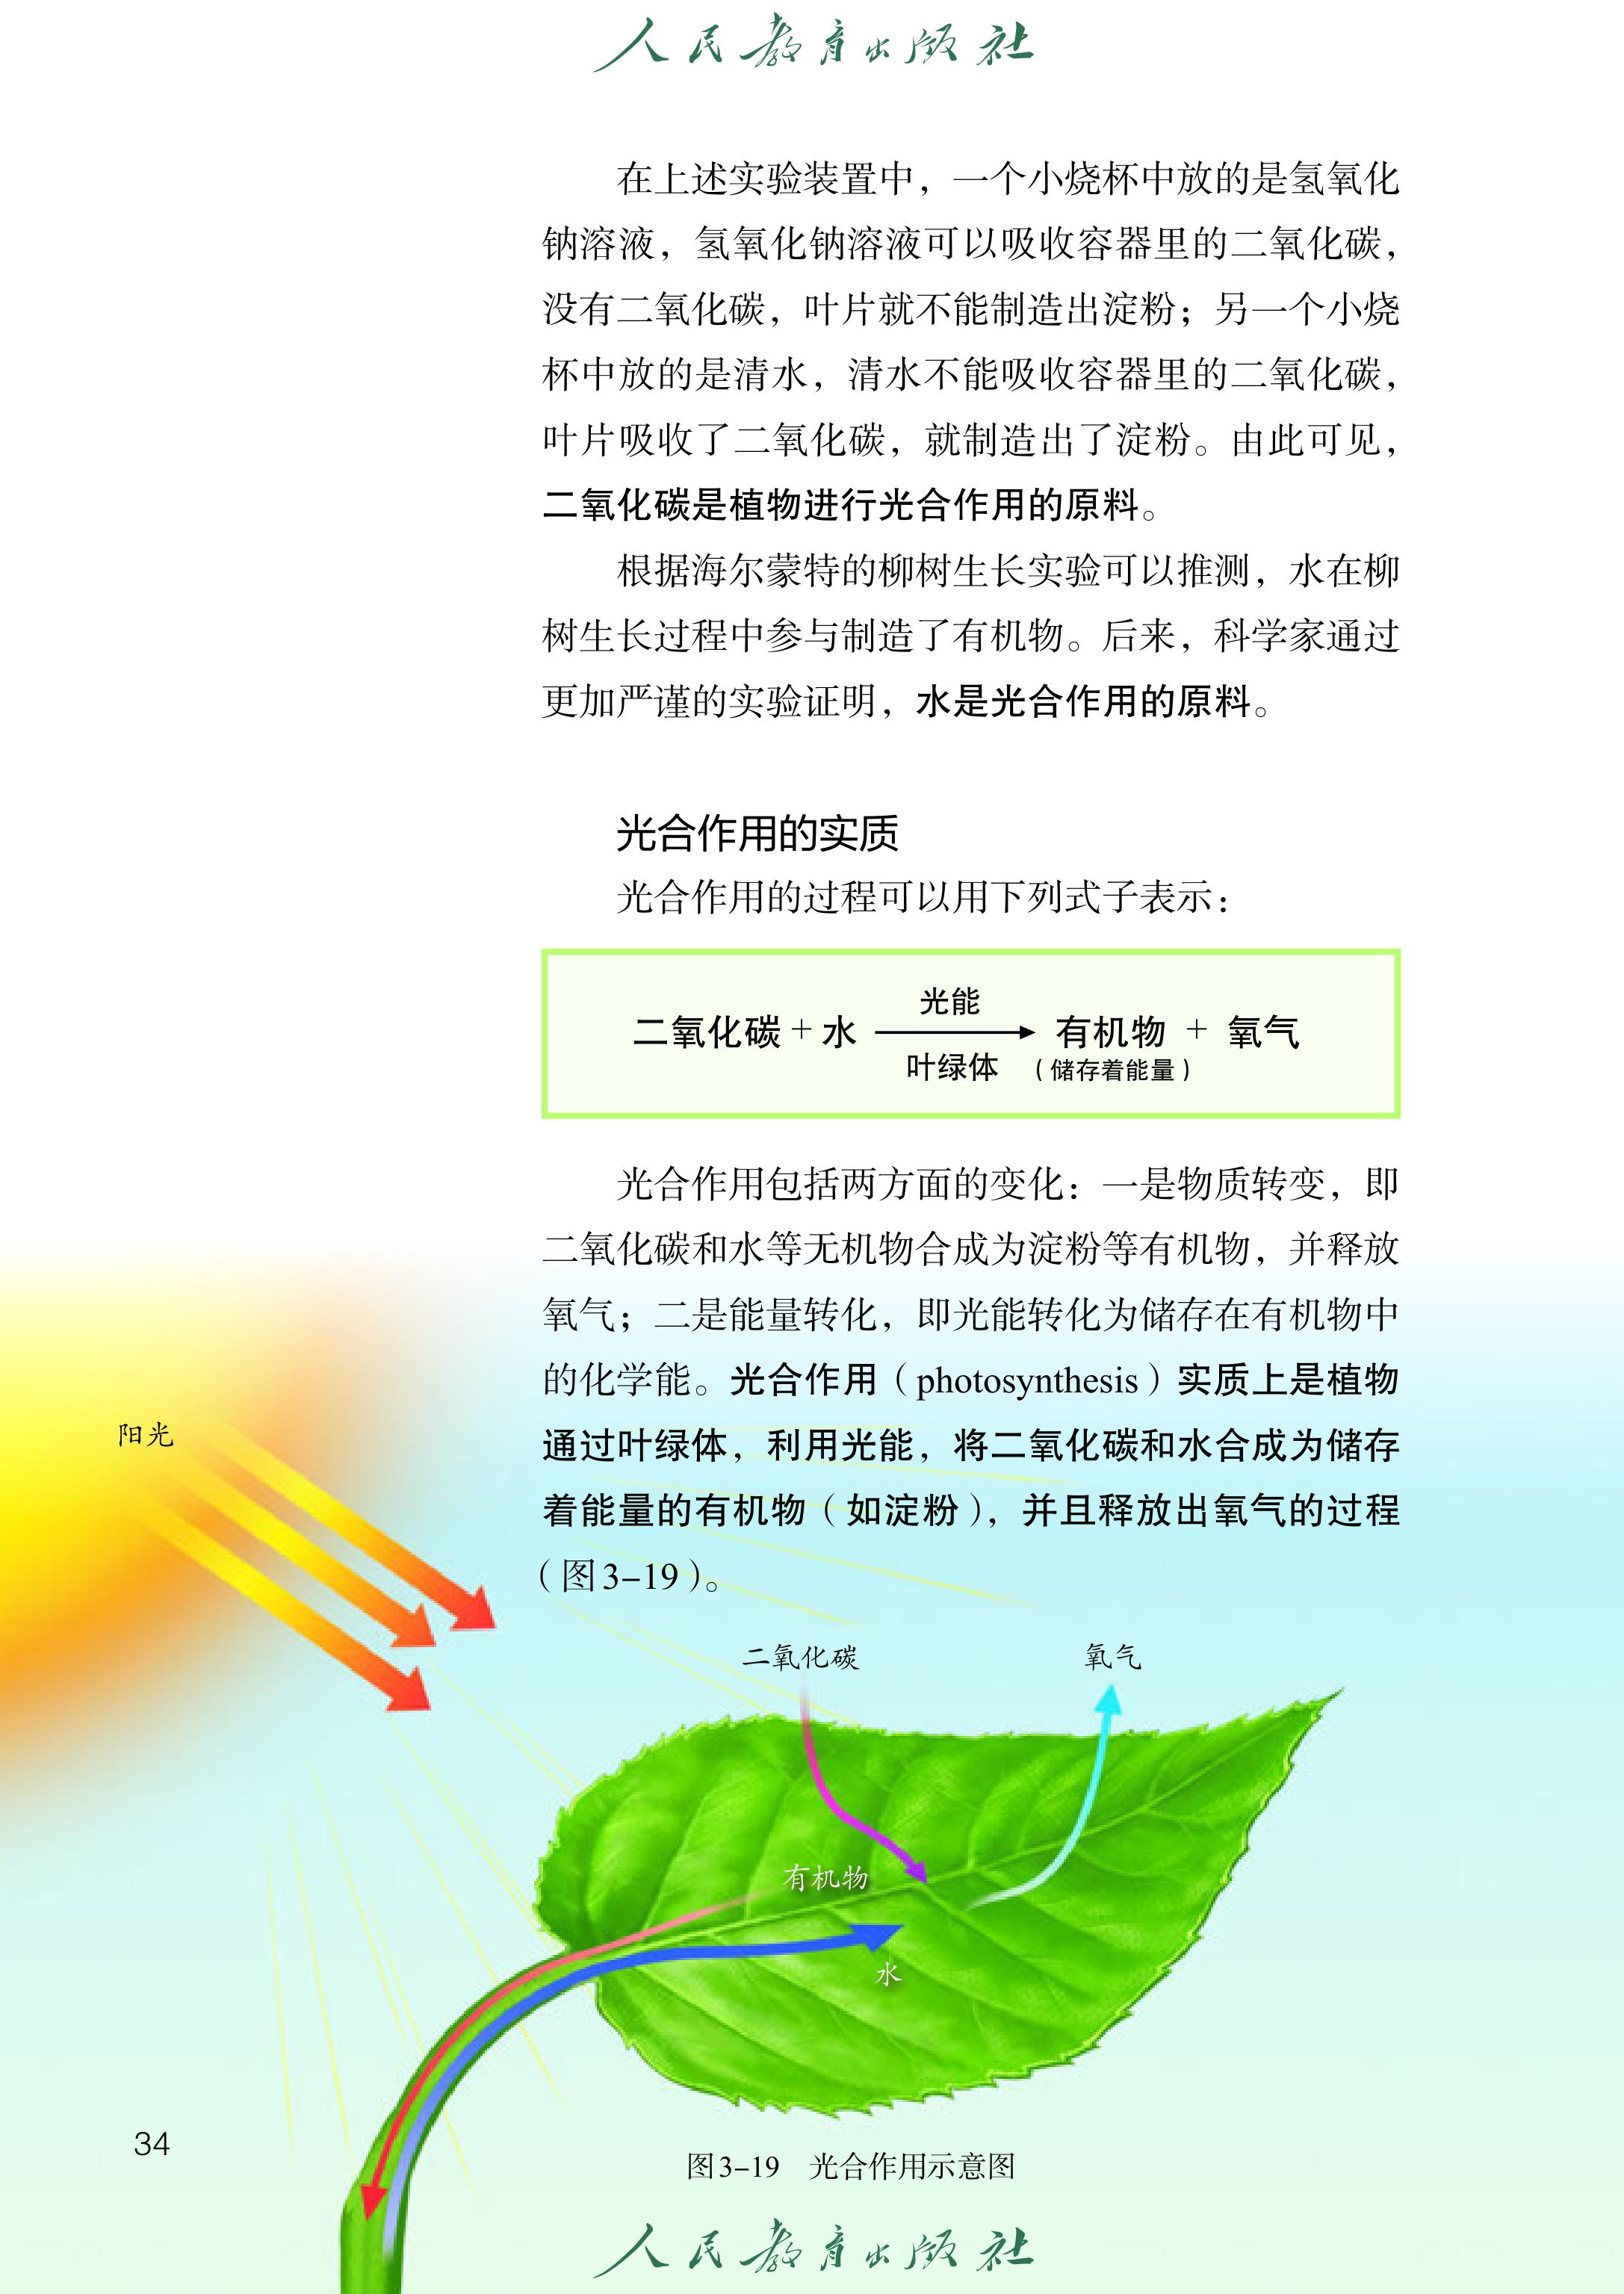 人民教育出版社
在上述实验装置中，一个小烧杯中放的是氢氧化
钠溶液，氢氧化钠溶液可以吸收容器里的二氧化碳，
没有二氧化碳，叶片就不能制造出淀粉；另一个小烧
杯中放的是清水，清水不能吸收容器里的二氧化碳，
叶片吸收了二氧化碳，就制造出了淀粉。由此可见，
二氧化碳是植物进行光合作用的原料。
根据海尔蒙特的柳树生长实验可以推测，水在柳
树生长过程中参与制造了有机物。后来，科学家通过
更加严谨的实验证明，水是光合作用的原料。
光合作用的实质
光合作用的过程可以用下列式子表示：
光能
二氧化碳 + 水 → 有机物 + 氧气
叶绿体 （储存着能量）
光合作用包括两方面的变化：一是物质转变，即
二氧化碳和水等无机物合成为淀粉等有机物，并释放
氧气；二是能量转化，即光能转化为储存在有机物中
的化学能。光合作用（photosynthesis）实质上是植物
通过叶绿体，利用光能，将二氧化碳和水合成为储存
着能量的有机物（如淀粉），并且释放出氧气的过程
（图3-19）。
阳光
二氧化碳
氧气
有机物
水
图3-19 光合作用示意图
34
人民教育出版社